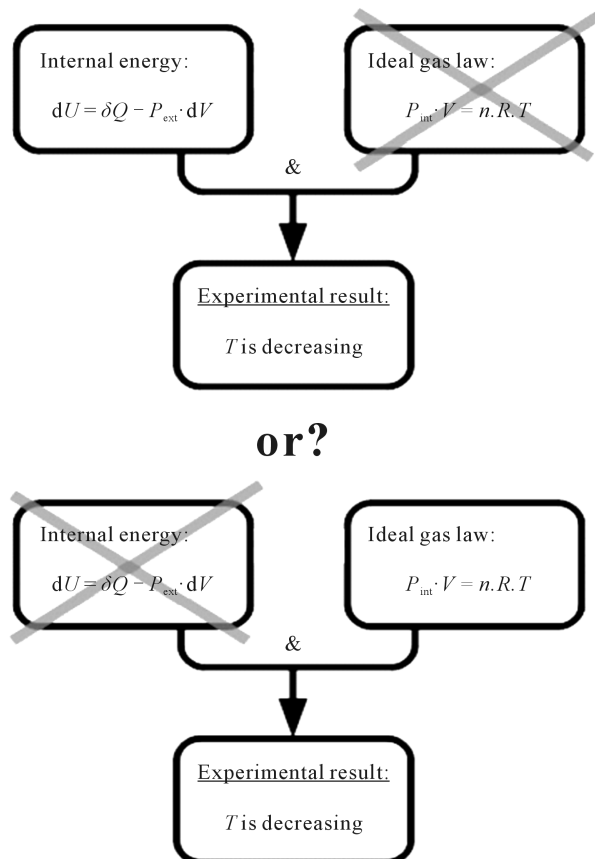 Internal energy:
dU = δQ − P_ext · dV
Ideal gas law:
P_int · V = n.R.T
&
Experimental result:
T is decreasing
or?
Internal energy:
dU = δQ − P_ext · dV
Ideal gas law:
P_int · V = n.R.T
&
Experimental result:
T is decreasing